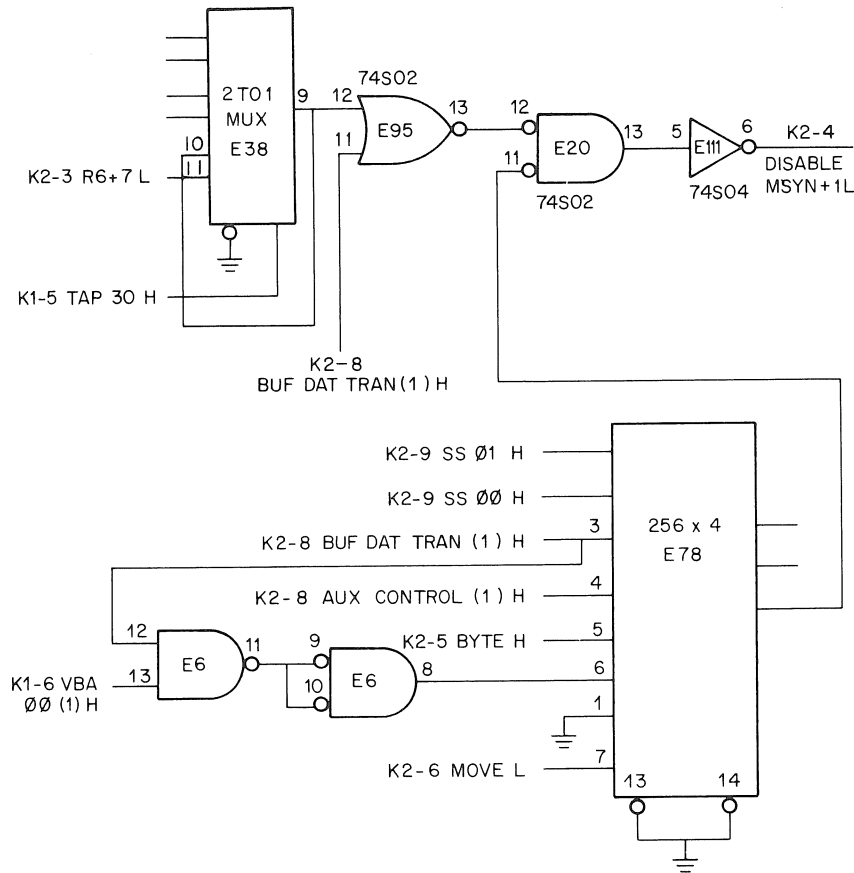 2 TO 1
MUX
E38
9
10
11
K2-3 R6+7 L
K1-5 TAP 30 H
74S02
12
11
E95
13
K2-8
BUF DAT TRAN(1) H
12
11
E20
13
74S02
5
E111
6
74S04
K2-4
DISABLE
MSYN+1L
K2-9 SS Ø1 H
K2-9 SS ØØ H
K2-8 BUF DAT TRAN (1) H
3
K2-8 AUX CONTROL (1) H
4
K2-5 BYTE H
5
6
1
K2-6 MOVE L
7
256 x 4
E78
13
14
12
13
E6
11
K1-6 VBA
ØØ (1) H
9
10
E6
8